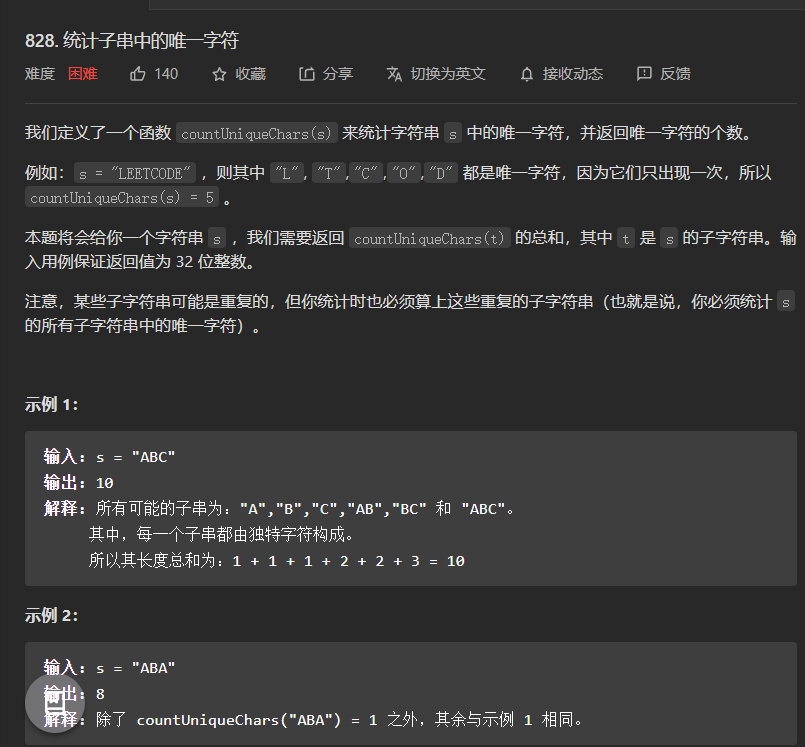 828. 统计子串中的唯一字符
难度 困难 140 收藏 分享 切换为英文 接收动态 反馈
我们定义了一个函数 countUniqueChars(s) 来统计字符串 s 中的唯一字符，并返回唯一字符的个数。
例如：s = "LEETCODE" ，则其中 "L", "T","C","O","D" 都是唯一字符，因为它们只出现一次，所以
countUniqueChars(s) = 5 。
本题将会给你一个字符串 s ，我们需要返回 countUniqueChars(t) 的总和，其中 t 是 s 的子字符串。输
入用例保证返回值为 32 位整数。
注意，某些子字符串可能是重复的，但你统计时也必须算上这些重复的子字符串（也就是说，你必须统计 s
的所有子字符串中的唯一字符）。
示例 1：
输入：s = "ABC"
输出：10
解释：所有可能的子串为："A","B","C","AB","BC" 和 "ABC"。
其中，每一个子串都由独特字符构成。
所以其长度总和为：1 + 1 + 1 + 2 + 2 + 3 = 10
示例 2：
输入：s = "ABA"
输出：8
解释：除了 countUniqueChars("ABA") = 1 之外，其余与示例 1 相同。